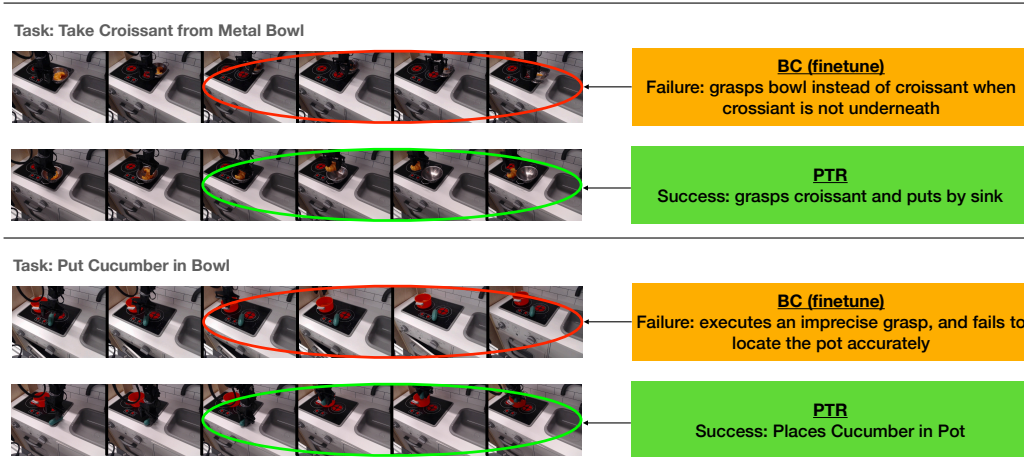 Task: Take Croissant from Metal Bowl
BC (finetune)
Failure: grasps bowl instead of croissant when
crossiant is not underneath
PTR
Success: grasps croissant and puts by sink
Task: Put Cucumber in Bowl
BC (finetune)
Failure: executes an imprecise grasp, and fails to
locate the pot accurately
PTR
Success: Places Cucumber in Pot